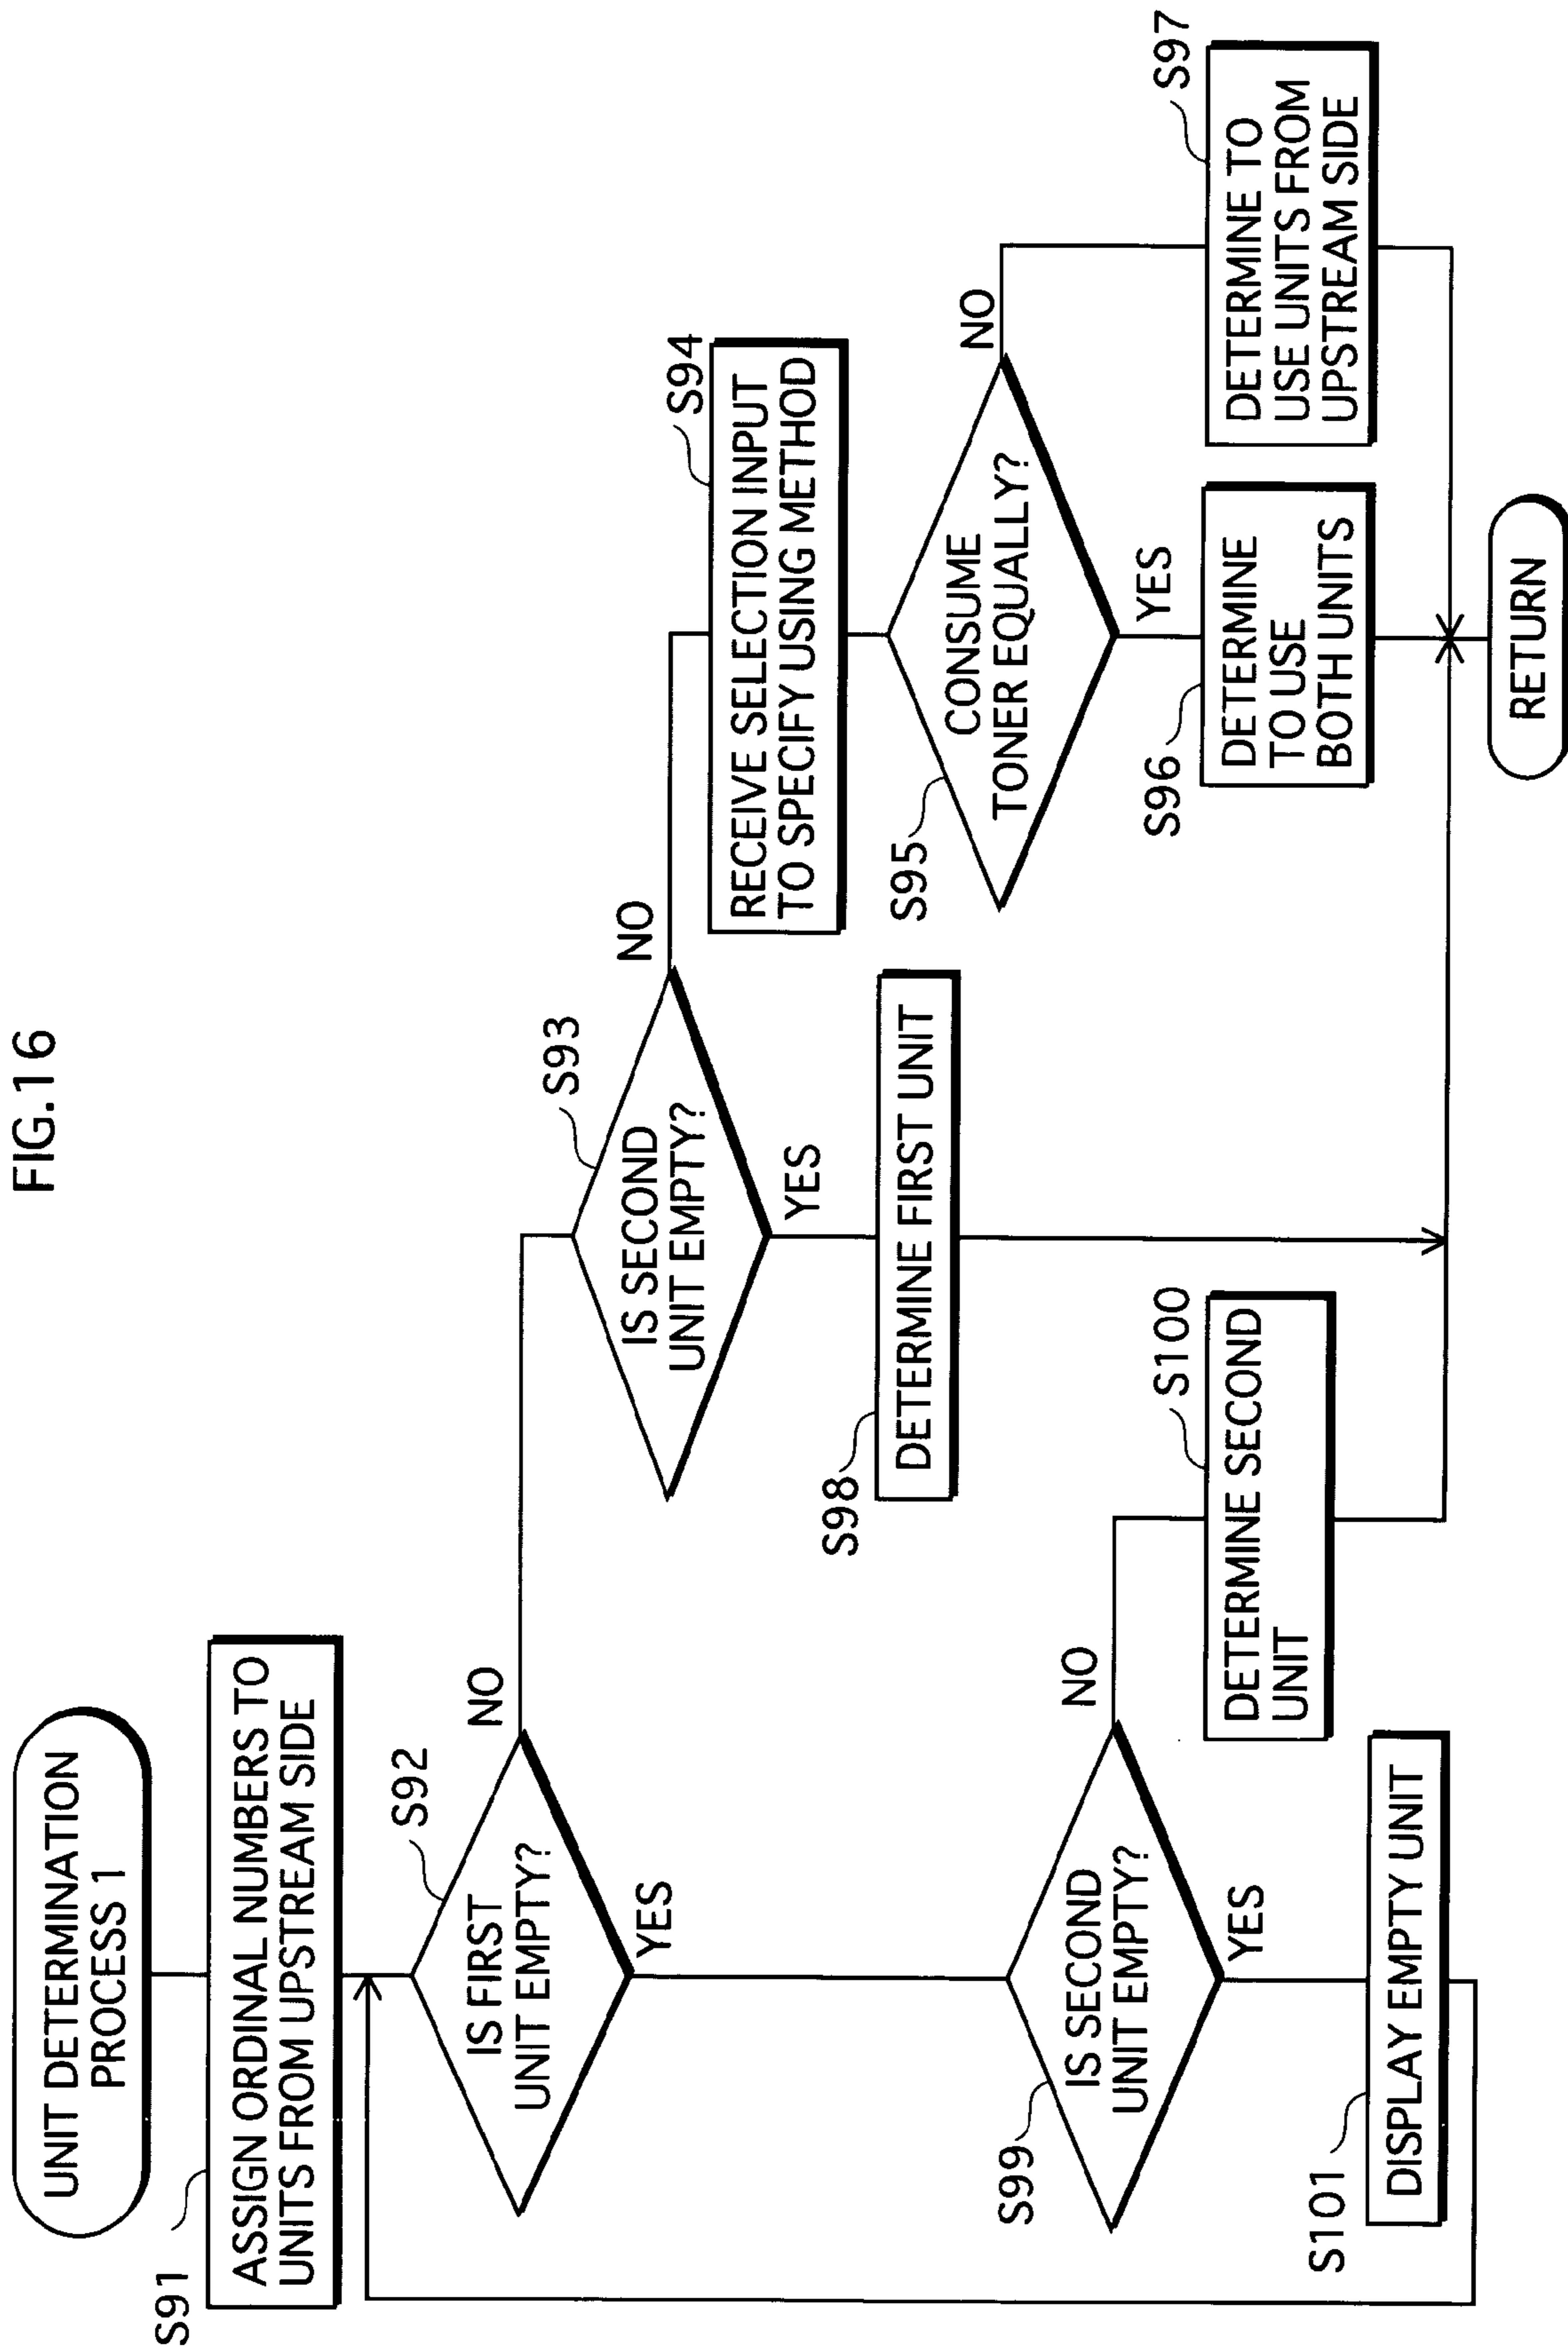 FIG.16
UNIT DETERMINATION
PROCESS 1
S91
ASSIGN ORDINAL NUMBERS TO
UNITS FROM UPSTREAM SIDE
S92
IS FIRST
UNIT EMPTY?
NO
YES
S93
IS SECOND
UNIT EMPTY?
NO
YES
S94
RECEIVE SELECTION INPUT
TO SPECIFY USING METHOD
S95
CONSUME
TONER EQUALLY?
NO
YES
S96
DETERMINE
TO USE
BOTH UNITS
S97
DETERMINE TO
USE UNITS FROM
UPSTREAM SIDE
S98
DETERMINE FIRST UNIT
S99
IS SECOND
UNIT EMPTY?
NO
YES
S100
DETERMINE SECOND
UNIT
S101
DISPLAY EMPTY UNIT
RETURN